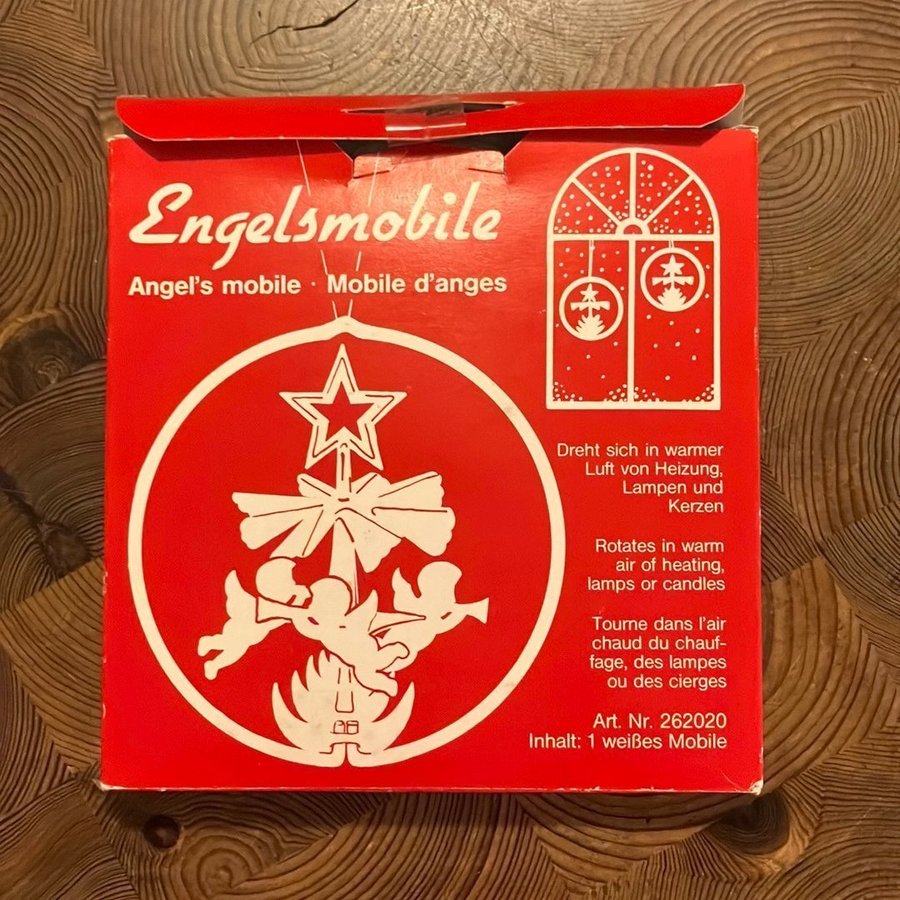 Engelsmobile
Angel's mobile · Mobile d'anges
Dreht sich in warmer
Luft von Heizung,
Lampen und
Kerzen
Rotates in warm
air of heating,
lamps or candles
Tourne dans l'air
chaud du chauf-
fage, des lampes
ou des cierges
Art. Nr. 262020
Inhalt: 1 weißes Mobile